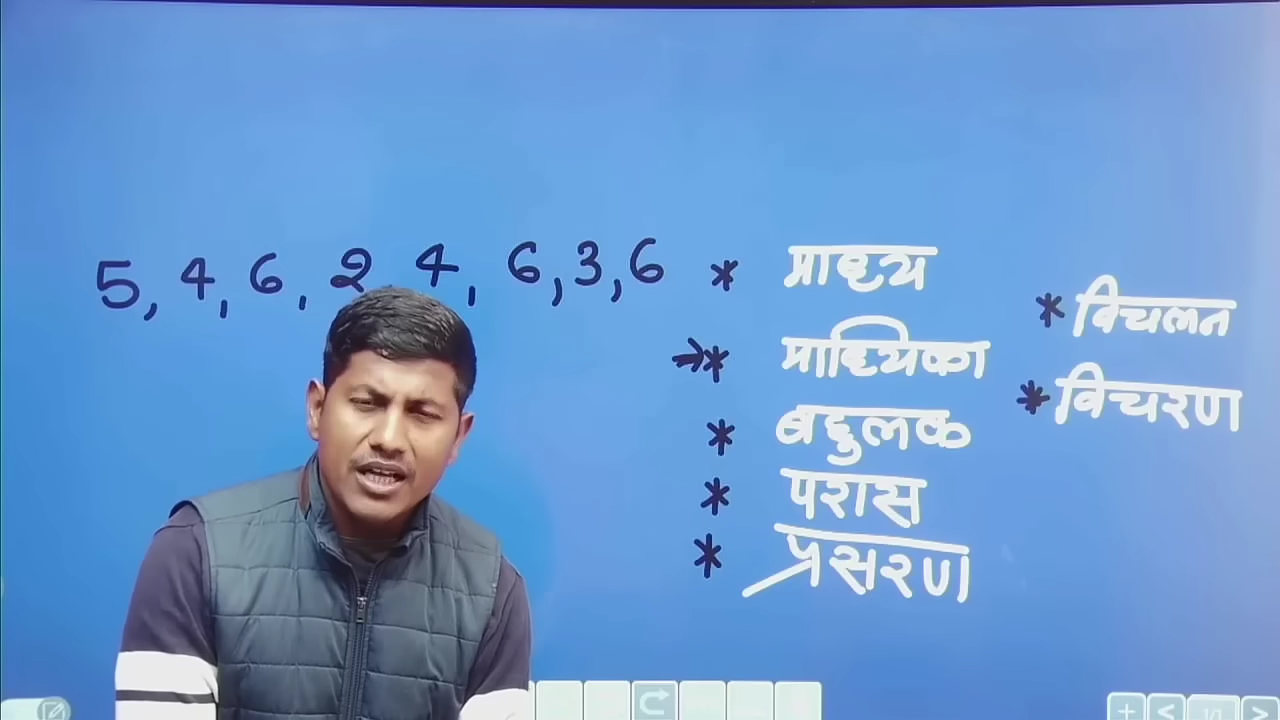 5, 4, 6, 2, 4, 6, 3, 6
* माध्य
→* माध्यिका
* बहुलक
* परास
* प्रसरण
* विचलन
* विचरण